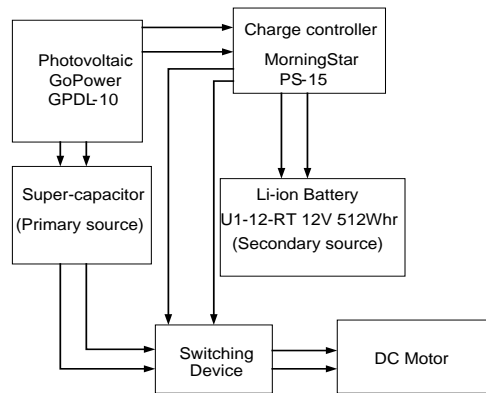 Photovoltaic
GoPower
GPDL-10
Charge controller
MorningStar
PS-15
Super-capacitor
(Primary source)
Li-ion Battery
U1-12-RT 12V 512Whr
(Secondary source)
Switching
Device
DC Motor